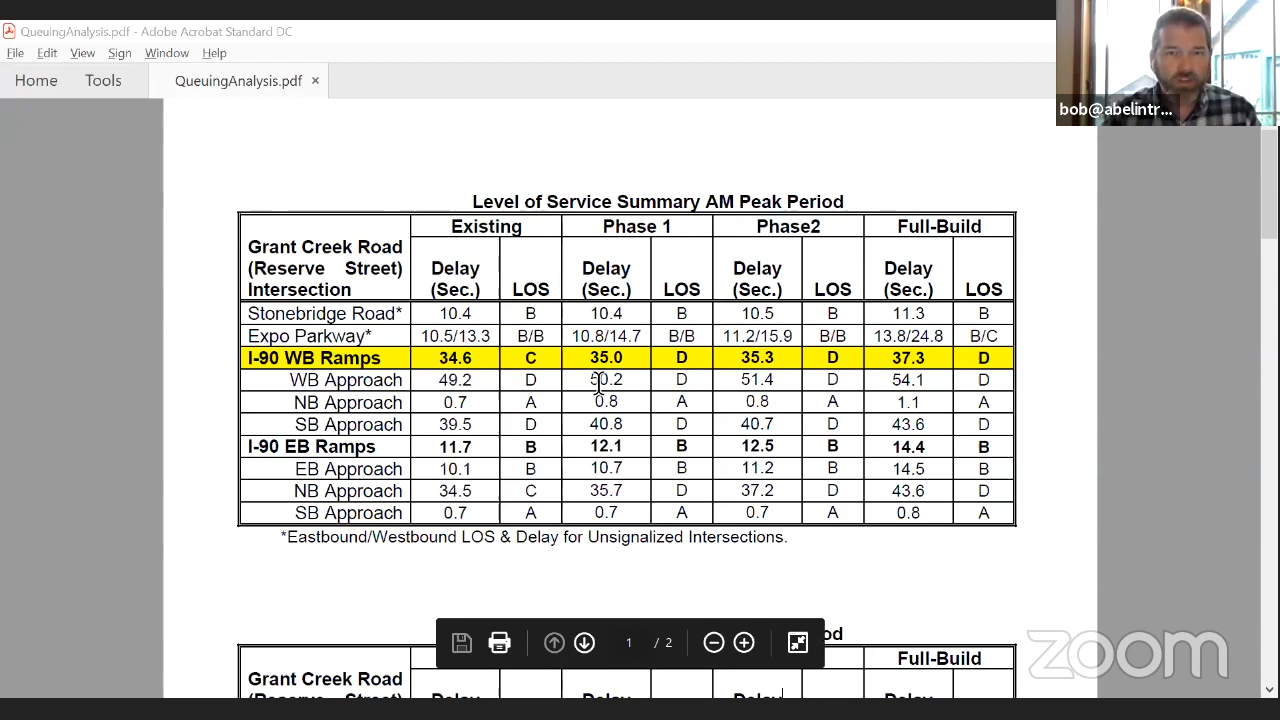 QueuingAnalysis.pdf - Adobe Acrobat Standard DC
File Edit View Sign Window Help
Home Tools QueuingAnalysis.pdf ×
bob@abelintr...
Level of Service Summary AM Peak Period
Grant Creek Road (Reserve Street) Intersection Existing Phase 1 Phase2 Full-Build
Delay (Sec.) LOS Delay (Sec.) LOS Delay (Sec.) LOS Delay (Sec.) LOS
Stonebridge Road* 10.4 B 10.4 B 10.5 B 11.3 B
Expo Parkway* 10.5/13.3 B/B 10.8/14.7 B/B 11.2/15.9 B/B 13.8/24.8 B/C
I-90 WB Ramps 34.6 C 35.0 D 35.3 D 37.3 D
WB Approach 49.2 D 50.2 D 51.4 D 54.1 D
NB Approach 0.7 A 0.8 A 0.8 A 1.1 A
SB Approach 39.5 D 40.8 D 40.7 D 43.6 D
I-90 EB Ramps 11.7 B 12.1 B 12.5 B 14.4 B
EB Approach 10.1 B 10.7 B 11.2 B 14.5 B
NB Approach 34.5 C 35.7 D 37.2 D 43.6 D
SB Approach 0.7 A 0.7 A 0.7 A 0.8 A
*Eastbound/Westbound LOS & Delay for Unsignalized Intersections.
1 / 2
Grant Creek Road Full-Build
Delay Delay Delay Delay
zoom